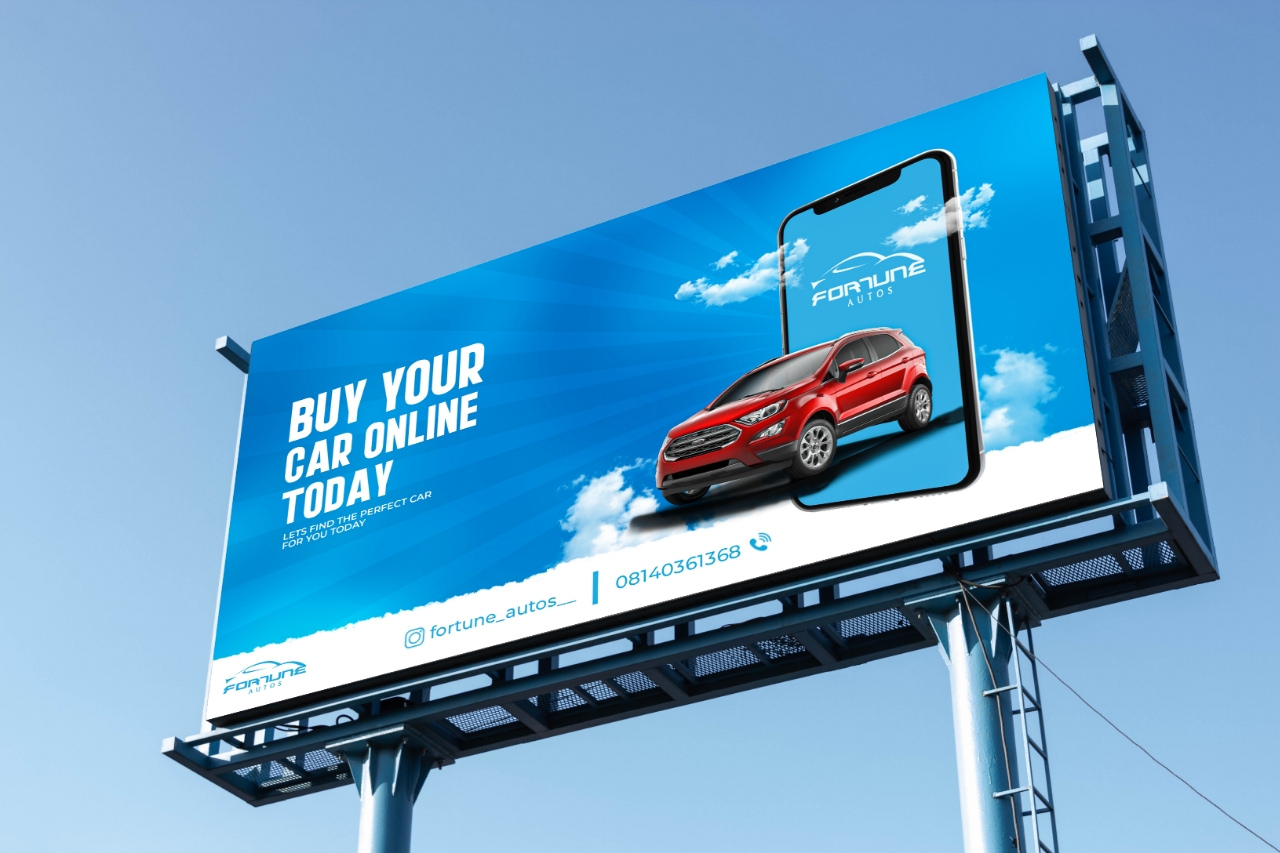 FORTUNE
AUTOS
BUY YOUR
CAR ONLINE
TODAY
LETS FIND THE PERFECT CAR
FOR YOU TODAY
fortune_autos__
08140361368
FORTUNE
AUTOS